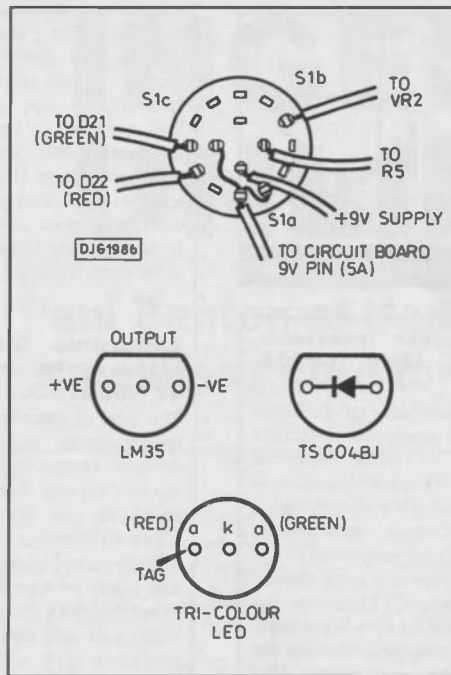 S1b
S1c
TO
VR2
TO D21
(GREEN)
TO
R5
TO D22
(RED)
S1a
+9V SUPPLY
DJ61986
TO CIRCUIT BOARD
9V PIN (5A)
OUTPUT
+VE
-VE
LM35
TSC04BJ
(RED) a k a (GREEN)
TAG
TRI-COLOUR
LED